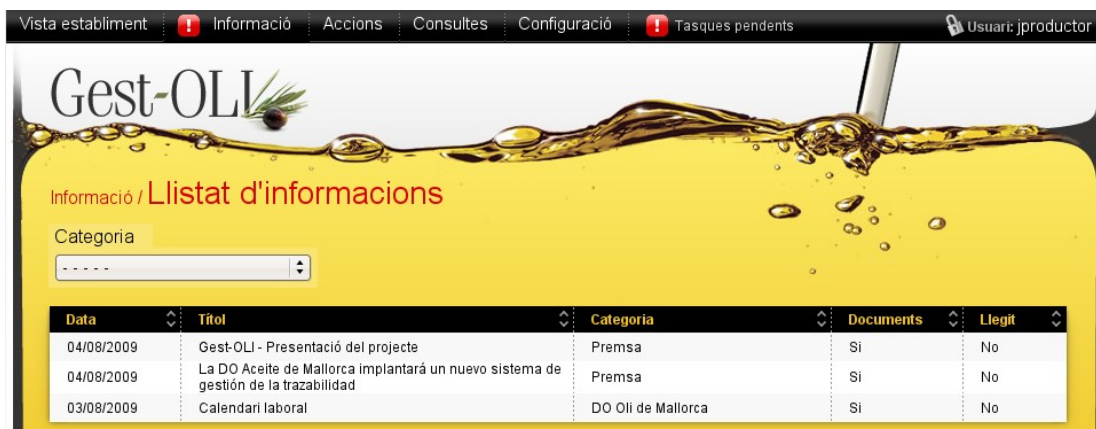 Vista establiment Informació Accions Consultes Configuració Tasques pendents Usuari: jproductor
Gest-OLI
Informació / Llistat d'informacions
Categoria
- - - - -
Data Títol Categoria Documents Llegit
04/08/2009 Gest-OLI - Presentació del projecte Premsa Si No
04/08/2009 La DO Aceite de Mallorca implantará un nuevo sistema de
gestión de la trazabilidad Premsa Si No
03/08/2009 Calendari laboral DO Oli de Mallorca Si No